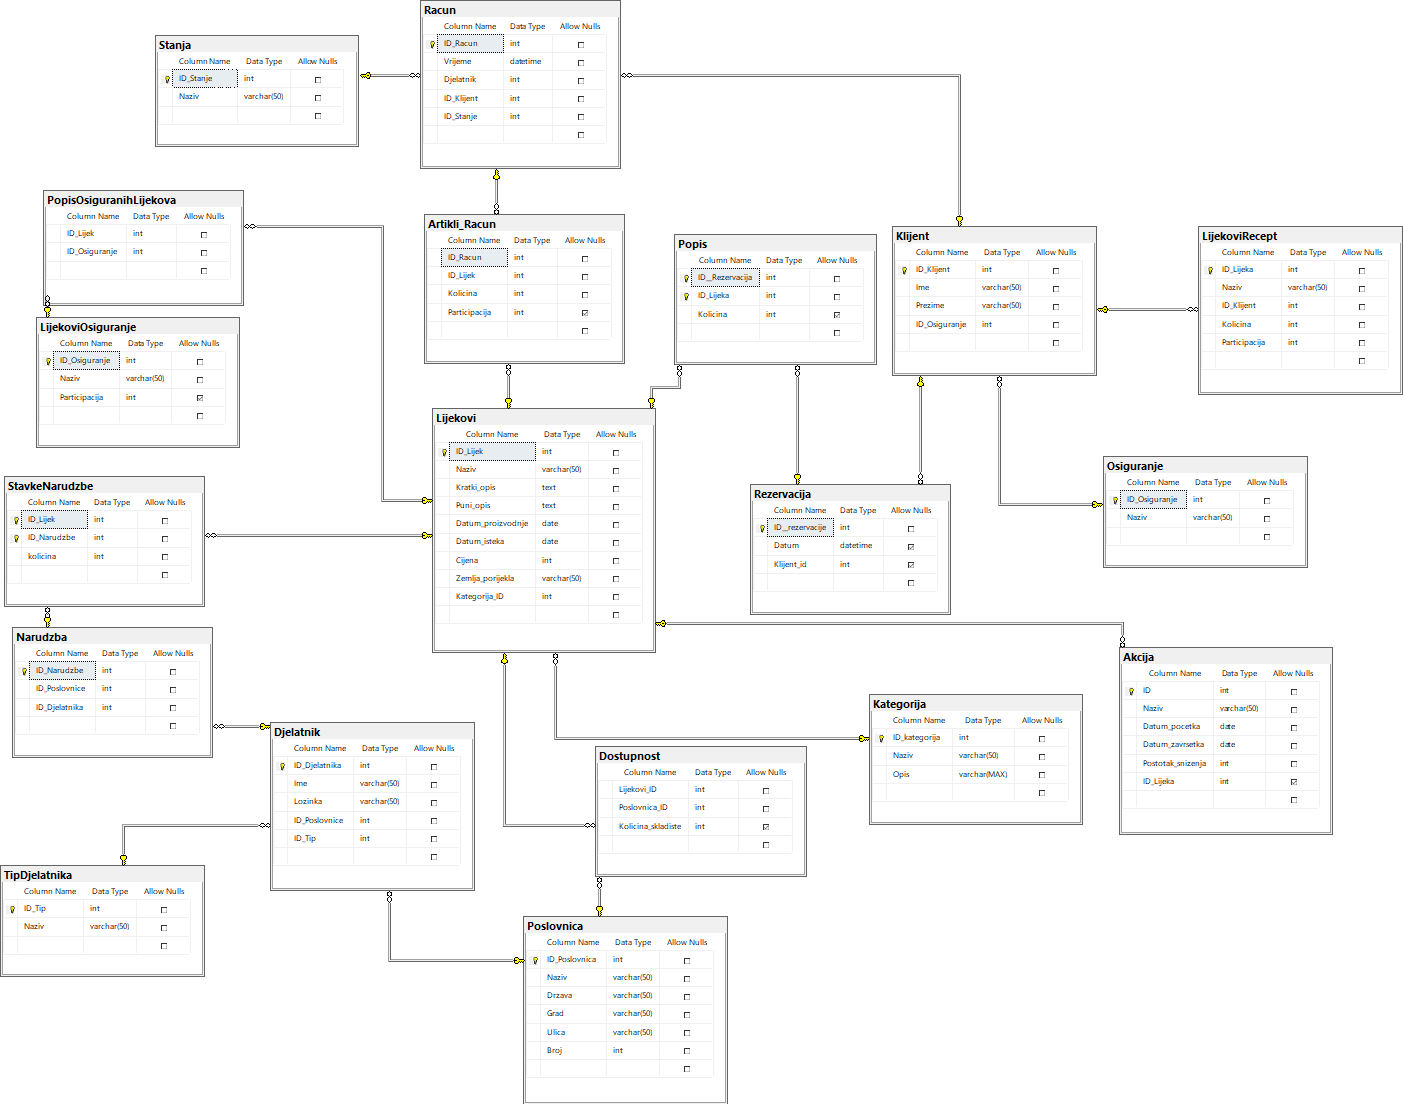 Racun
Column Name Data Type Allow Nulls
ID_Racun int
Vrijeme datetime
Djelatnik int
ID_Klijent int
ID_Stanje int
Stanja
Column Name Data Type Allow Nulls
ID_Stanje int
Naziv varchar(50)
PopisOsiguranihLijekova
Column Name Data Type Allow Nulls
ID_Lijek int
ID_Osiguranje int
Artikli_Racun
Column Name Data Type Allow Nulls
ID_Racun int
ID_Lijek int
Kolicina int
Participacija int
Popis
Column Name Data Type Allow Nulls
ID__Rezervacija int
ID_Lijeka int
Kolicina int
Klijent
Column Name Data Type Allow Nulls
ID_Klijent int
Ime varchar(50)
Prezime varchar(50)
ID_Osiguranje int
LijekoviRecept
Column Name Data Type Allow Nulls
ID_Lijeka int
Naziv varchar(50)
ID_Klijent int
Kolicina int
Participacija int
LijekoviOsiguranje
Column Name Data Type Allow Nulls
ID_Osiguranje int
Naziv varchar(50)
Participacija int
Lijekovi
Column Name Data Type Allow Nulls
ID_Lijek int
Naziv varchar(50)
Kratki_opis text
Puni_opis text
Datum_proizvodnje date
Datum_isteka date
Cijena int
Zemlja_porijekla varchar(50)
Kategorija_ID int
StavkeNarudzbe
Column Name Data Type Allow Nulls
ID_Lijek int
ID_Narudzbe int
kolicina int
Rezervacija
Column Name Data Type Allow Nulls
ID__rezervacije int
Datum datetime
Klijent_id int
Osiguranje
Column Name Data Type Allow Nulls
ID_Osiguranje int
Naziv varchar(50)
Narudzba
Column Name Data Type Allow Nulls
ID_Narudzbe int
ID_Poslovnice int
ID_Djelatnika int
Akcija
Column Name Data Type Allow Nulls
ID int
Naziv varchar(50)
Datum_pocetka date
Datum_zavrsetka date
Postotak_snizenja int
ID_Lijeka int
Kategorija
Column Name Data Type Allow Nulls
ID_kategorija int
Naziv varchar(50)
Opis varchar(MAX)
Djelatnik
Column Name Data Type Allow Nulls
ID_Djelatnika int
Ime varchar(50)
Lozinka varchar(50)
ID_Poslovnice int
ID_Tip int
Dostupnost
Column Name Data Type Allow Nulls
Lijekovi_ID int
Poslovnica_ID int
Kolicina_skladiste int
TipDjelatnika
Column Name Data Type Allow Nulls
ID_Tip int
Naziv varchar(50)
Poslovnica
Column Name Data Type Allow Nulls
ID_Poslovnica int
Naziv varchar(50)
Drzava varchar(50)
Grad varchar(50)
Ulica varchar(50)
Broj int